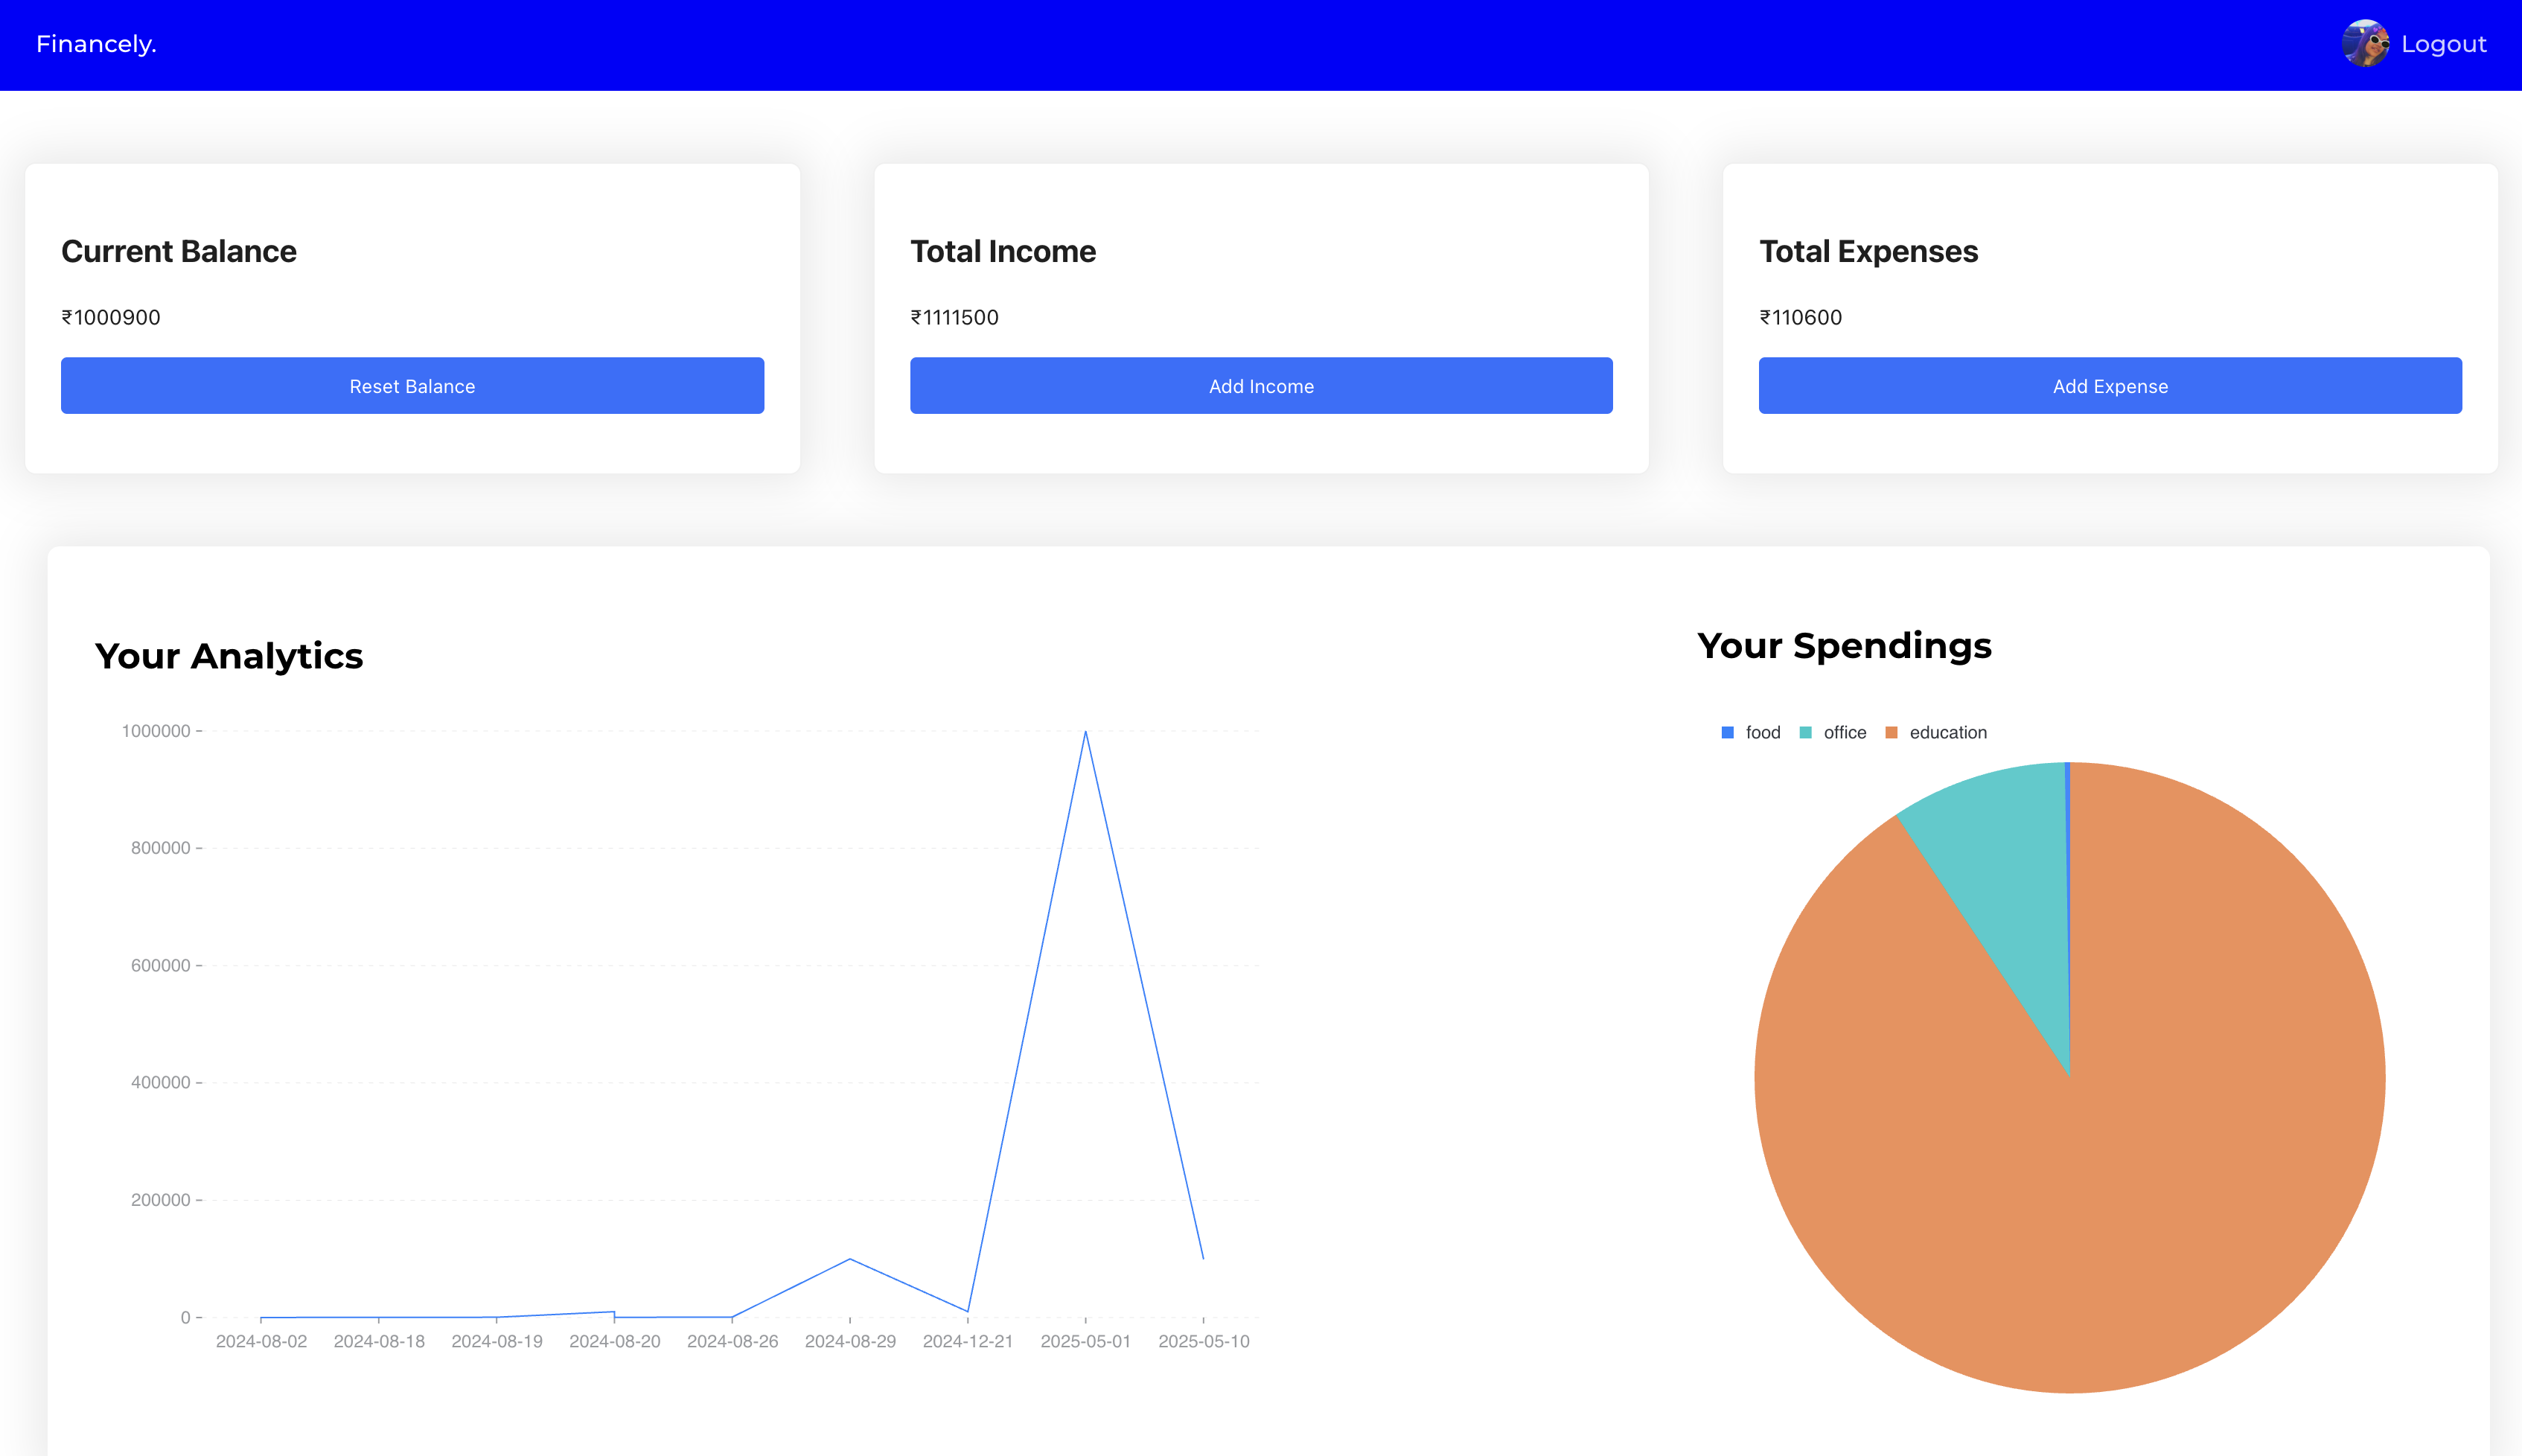 Financely.
Logout
Current Balance
₹1000900
Reset Balance
Total Income
₹1111500
Add Income
Total Expenses
₹110600
Add Expense
Your Analytics
1000000
800000
600000
400000
200000
0
2024-08-02 2024-08-18 2024-08-19 2024-08-20 2024-08-26 2024-08-29 2024-12-21 2025-05-01 2025-05-10
Your Spendings
food office education